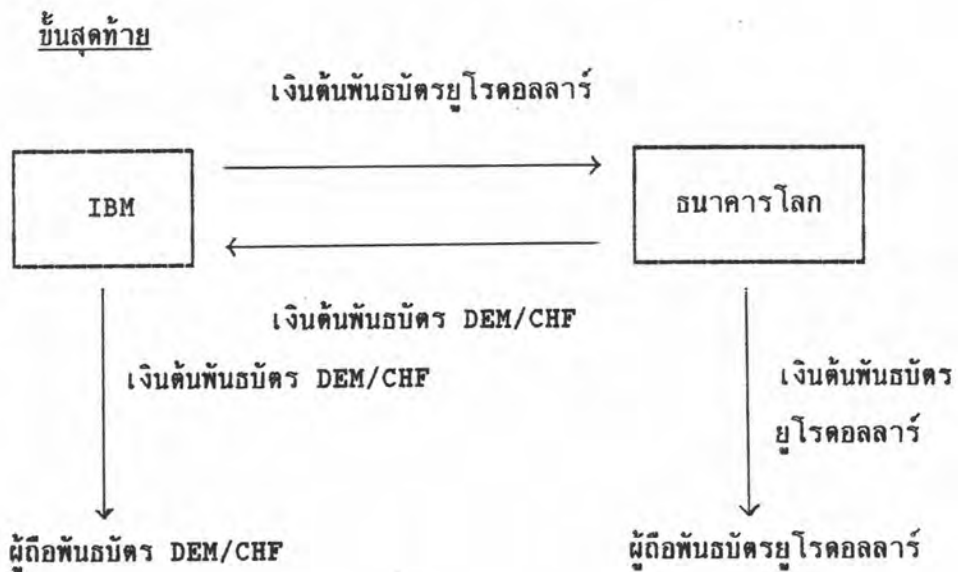 ขั้นสุดท้าย
เงินต้นพันธบัตรยูโรดอลลาร์
IBM
ธนาคารโลก
เงินต้นพันธบัตร DEM/CHF
เงินต้นพันธบัตร DEM/CHF
เงินต้นพันธบัตร
ยูโรดอลลาร์
ผู้ถือพันธบัตร DEM/CHF
ผู้ถือพันธบัตรยูโรดอลลาร์